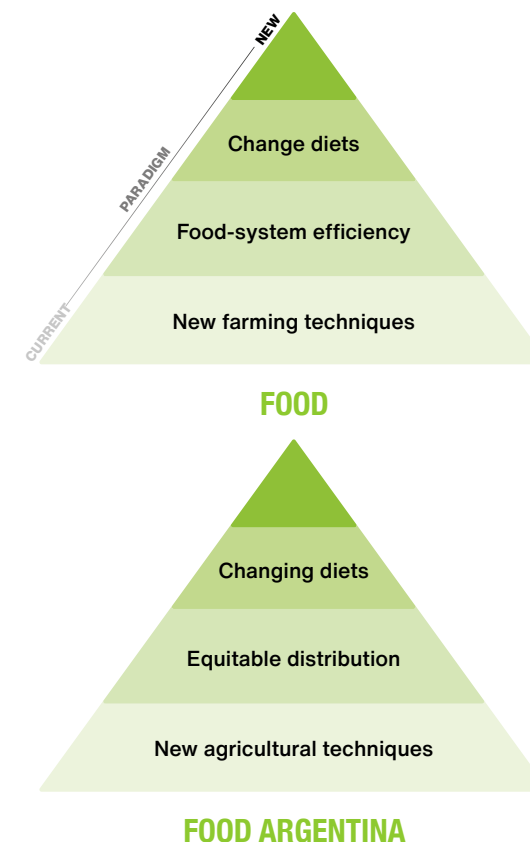 NEW
PARADIGM
CURRENT
Change diets
Food-system efficiency
New farming techniques
FOOD
Changing diets
Equitable distribution
New agricultural techniques
FOOD ARGENTINA